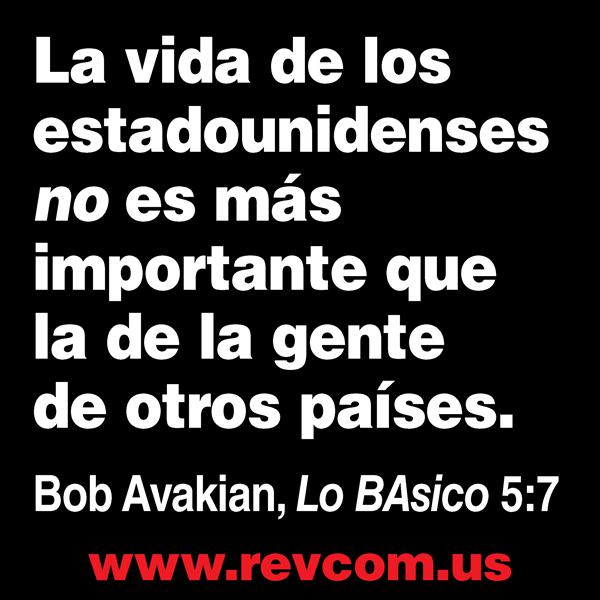 La vida de los
estadounidenses
no es más
importante que
la de la gente
de otros países.
Bob Avakian, Lo BAsico 5:7
www.revcom.us